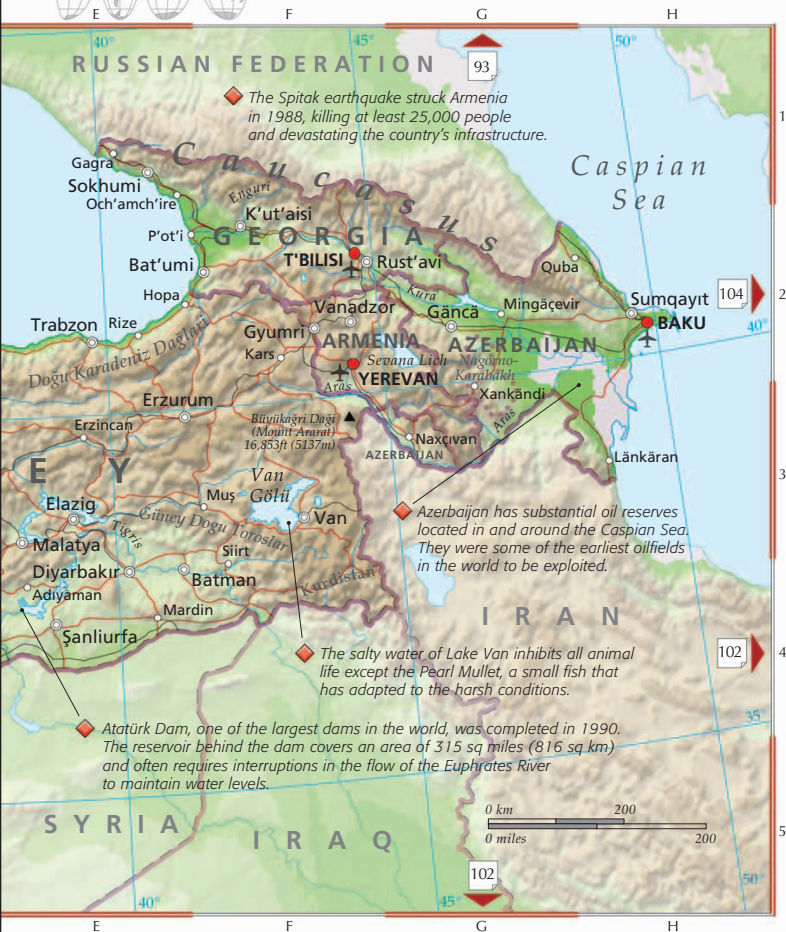 E F G H
40° 45° 50°
RUSSIAN FEDERATION
93
The Spitak earthquake struck Armenia
in 1988, killing at least 25,000 people
and devastating the country's infrastructure.
1
Caucasus
Caspian
Sea
Gagra
Sokhumi
Och'amch'ire
Enguri
K'ut'aisi
P'ot'i
GEORGIA
T'BILISI
Rust'avi
Bat'umi
Quba
Hopa
Kura
Mingäçevir
Sumqayıt
104
2
Trabzon
Rize
Vanadzor
Gäncä
BAKU
40°
Gyumri
ARMENIA
AZERBAIJAN
Doğu Karadeniz Dağları
Kars
Sevana Lich
Nagorno-
Karabakh
YEREVAN
Aras
Xankändi
Erzurum
Büyükağri Daği
(Mount Ararat)
16,853ft (5137m)
Aras
Erzincan
Naxçıvan
AZERBAIJAN
Länkäran
3
E Y
Van
Gölü
Muş
Elazig
Güney Dogu Toroslar
Van
Azerbaijan has substantial oil reserves
located in and around the Caspian Sea.
They were some of the earliest oilfields
in the world to be exploited.
Tigris
Malatya
Siirt
Diyarbakır
Batman
Adıyaman
Kurdistan
Mardin
IRAN
Şanliurfa
The salty water of Lake Van inhibits all animal
life except the Pearl Mullet, a small fish that
has adapted to the harsh conditions.
102
4
35°
Atatürk Dam, one of the largest dams in the world, was completed in 1990.
The reservoir behind the dam covers an area of 315 sq miles (816 sq km)
and often requires interruptions in the flow of the Euphrates River
to maintain water levels.
SYRIA
IRAQ
0 km 200
0 miles 200
5
102
40° 45° 50°
E F G H